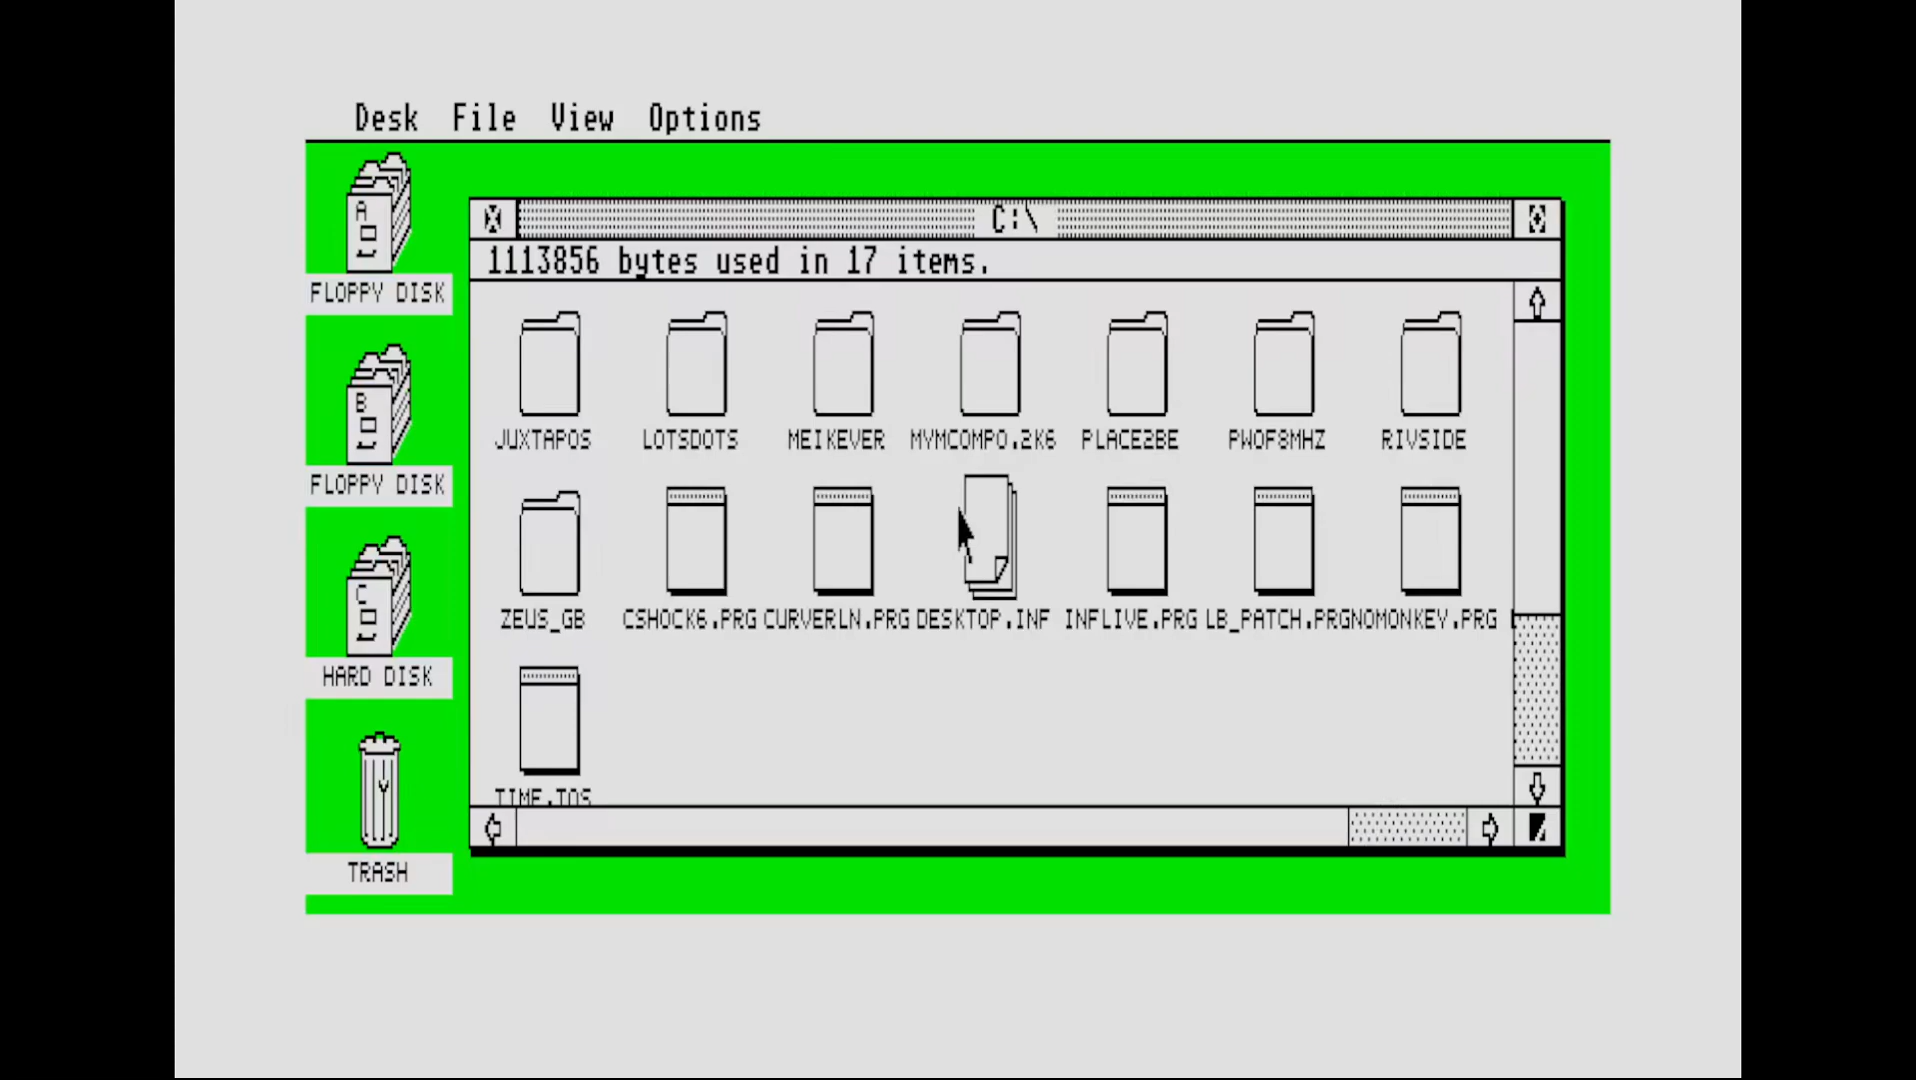 Desk File View Options
C:\
1113856 bytes used in 17 items.
A
FLOPPY DISK
B
FLOPPY DISK
C
HARD DISK
TRASH
JUXTAPOS LOTSDOTS MEIKEVER MYMCOMPO.2K6 PLACE2BE PWOF8MHZ RIVSIDE
ZEUS_GB CSHOCK6.PRG CURVERLN.PRG DESKTOP.INF INFLIVE.PRG LB_PATCH.PRG NOMONKEY.PRG
TIME.TOS